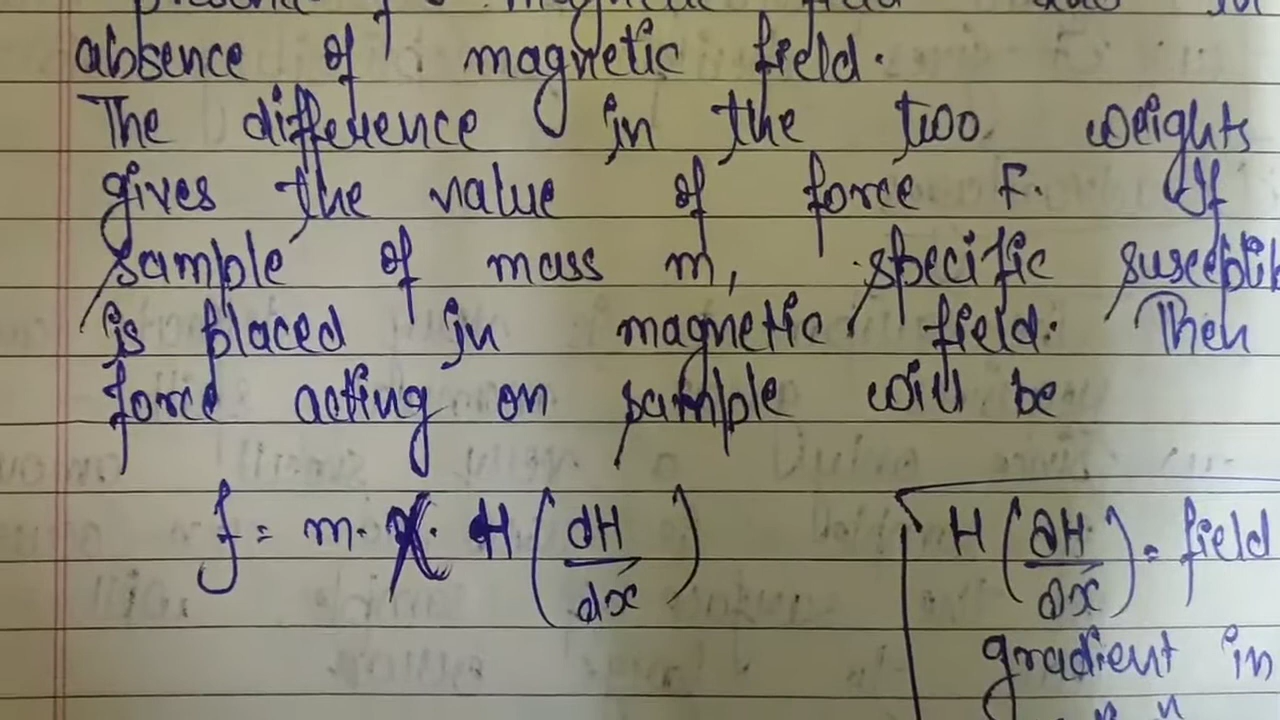 absence of magnetic field.
The difference in the two weights
gives the value of force F. If
sample of mass m, specific susceptib
is placed in magnetic field. Then
force acting on sample will be
f = m. χ. H (dH/dx)
H (∂H/∂x) = field
gradient in